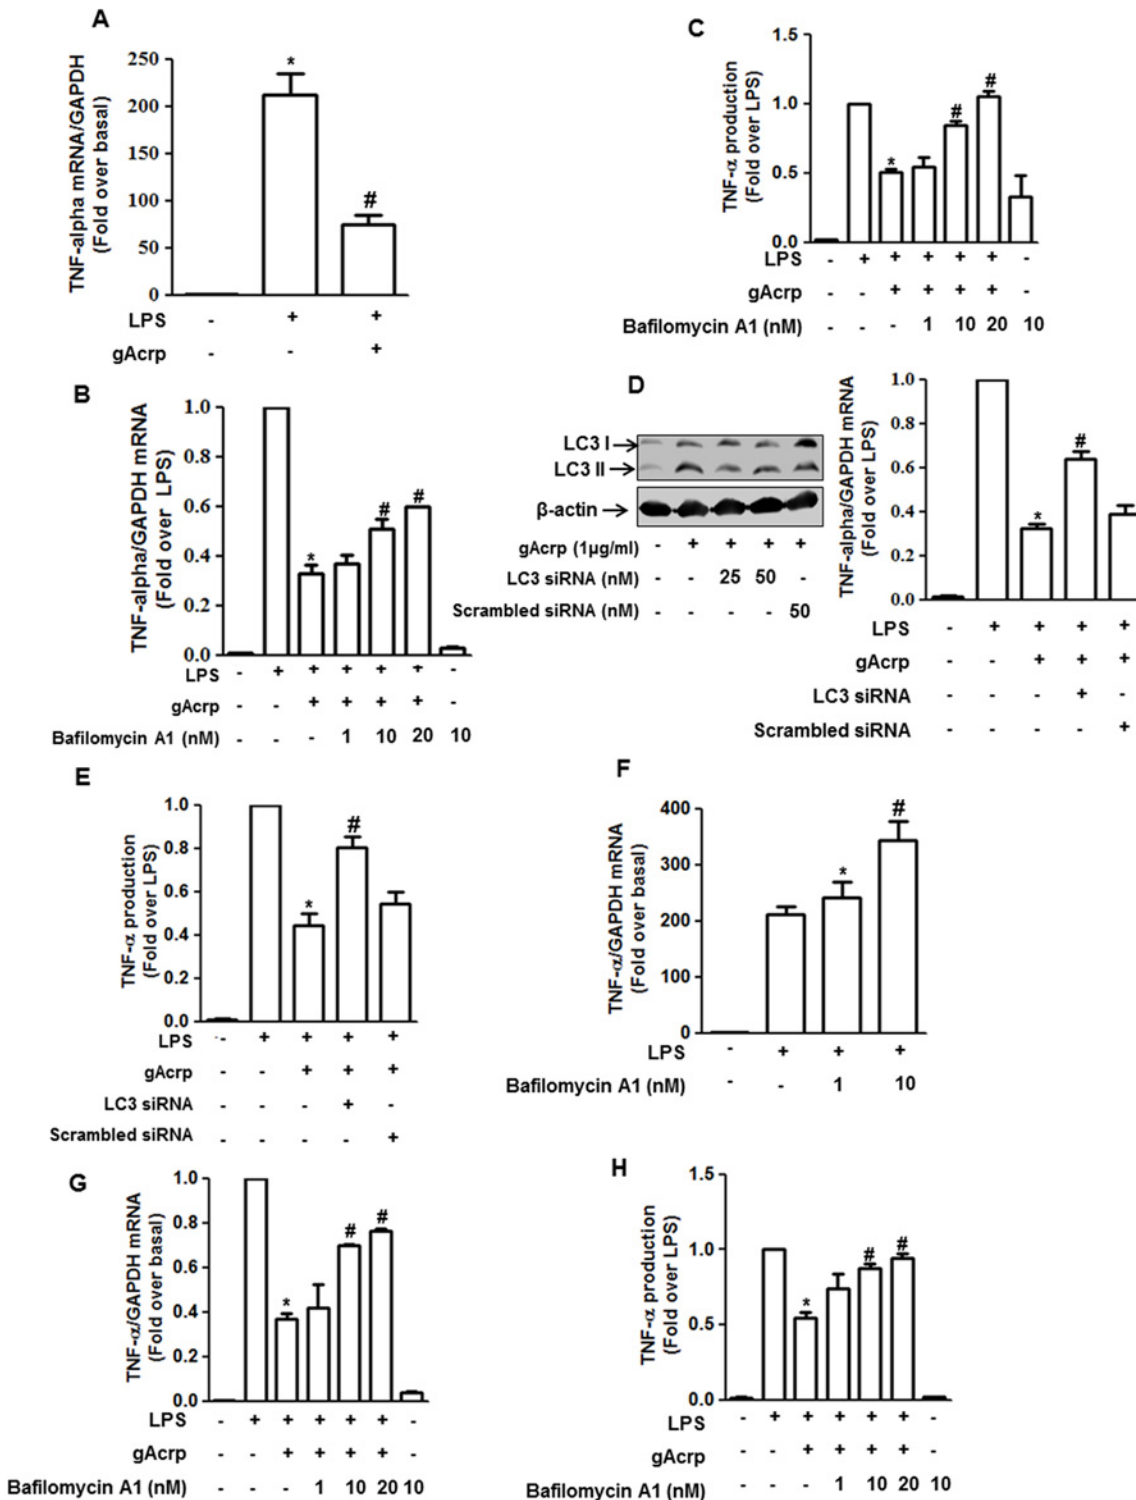 A
TNF-alpha mRNA/GAPDH
(Fold over basal)
250
200
150
100
50
0
*
#
LPS - + +
gAcrp - - +
B
TNF-alpha/GAPDH mRNA
(Fold over LPS)
1.0
0.8
0.6
0.4
0.2
0.0
*
#
#
LPS - + + + + + -
gAcrp - - + + + + -
Bafilomycin A1 (nM) - - - 1 10 20 10
C
TNF-α production
(Fold over LPS)
1.5
1.0
0.5
0.0
*
#
#
LPS - + + + + + -
gAcrp - - + + + + -
Bafilomycin A1 (nM) - - - 1 10 20 10
D
LC3 I
LC3 II
β-actin
gAcrp (1μg/ml) - + + + +
LC3 siRNA (nM) - - 25 50 -
Scrambled siRNA (nM) - - - - 50
TNF-alpha/GAPDH mRNA
(Fold over LPS)
1.0
0.8
0.6
0.4
0.2
0.0
*
#
LPS - + + + +
gAcrp - - + + +
LC3 siRNA - - - + -
Scrambled siRNA - - - - +
E
TNF-α production
(Fold over LPS)
1.0
0.8
0.6
0.4
0.2
0.0
*
#
LPS - + + + +
gAcrp - - + + +
LC3 siRNA - - - + -
Scrambled siRNA - - - - +
F
TNF-α/GAPDH mRNA
(Fold over basal)
400
300
200
100
0
*
#
LPS - + + +
Bafilomycin A1 (nM) - - 1 10
G
TNF-α/GAPDH mRNA
(Fold over basal)
1.0
0.8
0.6
0.4
0.2
0.0
*
#
#
LPS - + + + + + -
gAcrp - - + + + + -
Bafilomycin A1 (nM) - - - 1 10 20 10
H
TNF-α production
(Fold over LPS)
1.5
1.0
0.5
0.0
*
#
#
LPS - + + + + + -
gAcrp - - + + + + -
Bafilomycin A1 (nM) - - - 1 10 20 10